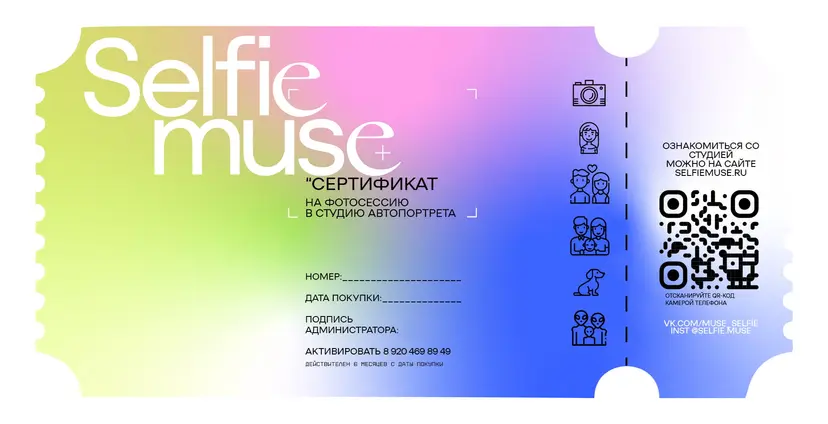 Selfie
muse
"СЕРТИФИКАТ
НА ФОТОСЕССИЮ
В СТУДИЮ АВТОПОРТРЕТА
НОМЕР:_____________________
ДАТА ПОКУПКИ:______________
ПОДПИСЬ
АДМИНИСТРАТОРА:
АКТИВИРОВАТЬ 8 920 469 89 49
ДЕЙСТВИТЕЛЕН 6 МЕСЯЦЕВ С ДАТЫ ПОКУПКИ
ОЗНАКОМИТЬСЯ СО
СТУДИЕЙ
МОЖНО НА САЙТЕ
SELFIEMUSE.RU
ОТСКАНИРУЙТЕ QR-КОД
КАМЕРОЙ ТЕЛЕФОНА
VK.COM/MUSE_SELFIE
INST @SELFIE MUSE